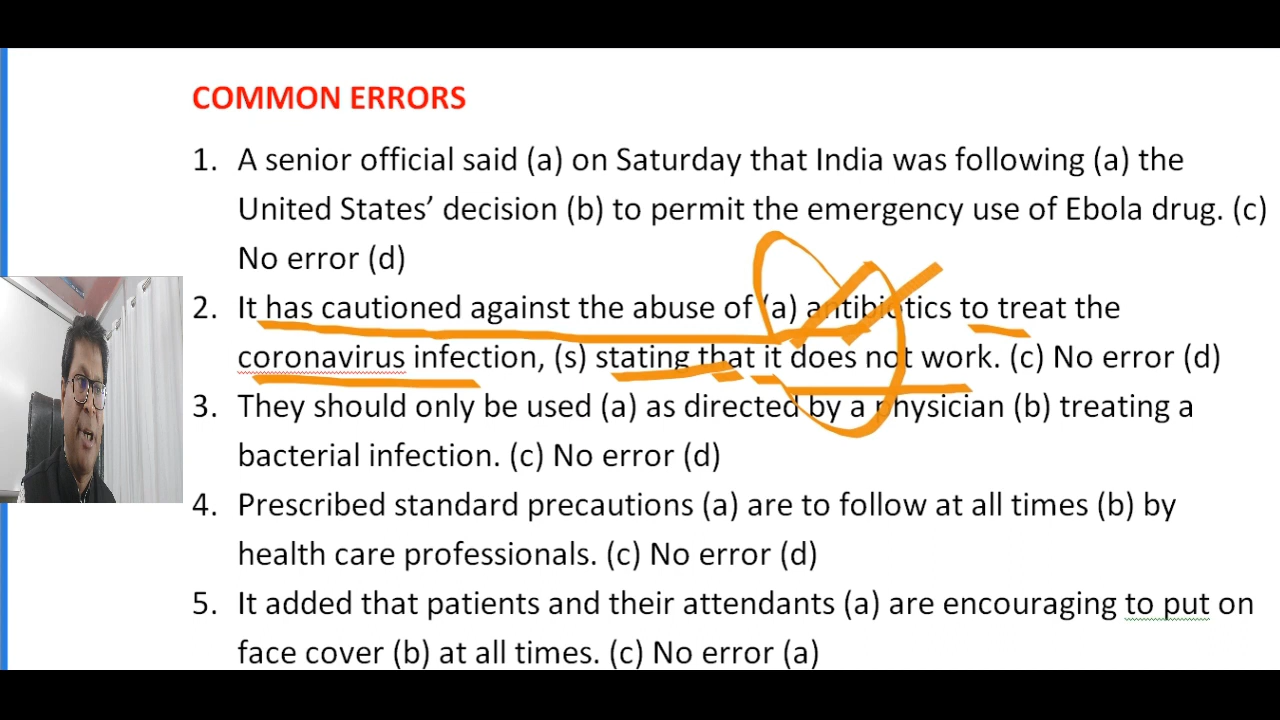 COMMON ERRORS
1. A senior official said (a) on Saturday that India was following (a) the
United States’ decision (b) to permit the emergency use of Ebola drug. (c)
No error (d)
2. It has cautioned against the abuse of (a) antibiotics to treat the
coronavirus infection, (s) stating that it does not work. (c) No error (d)
3. They should only be used (a) as directed by a physician (b) treating a
bacterial infection. (c) No error (d)
4. Prescribed standard precautions (a) are to follow at all times (b) by
health care professionals. (c) No error (d)
5. It added that patients and their attendants (a) are encouraging to put on
face cover (b) at all times. (c) No error (a)